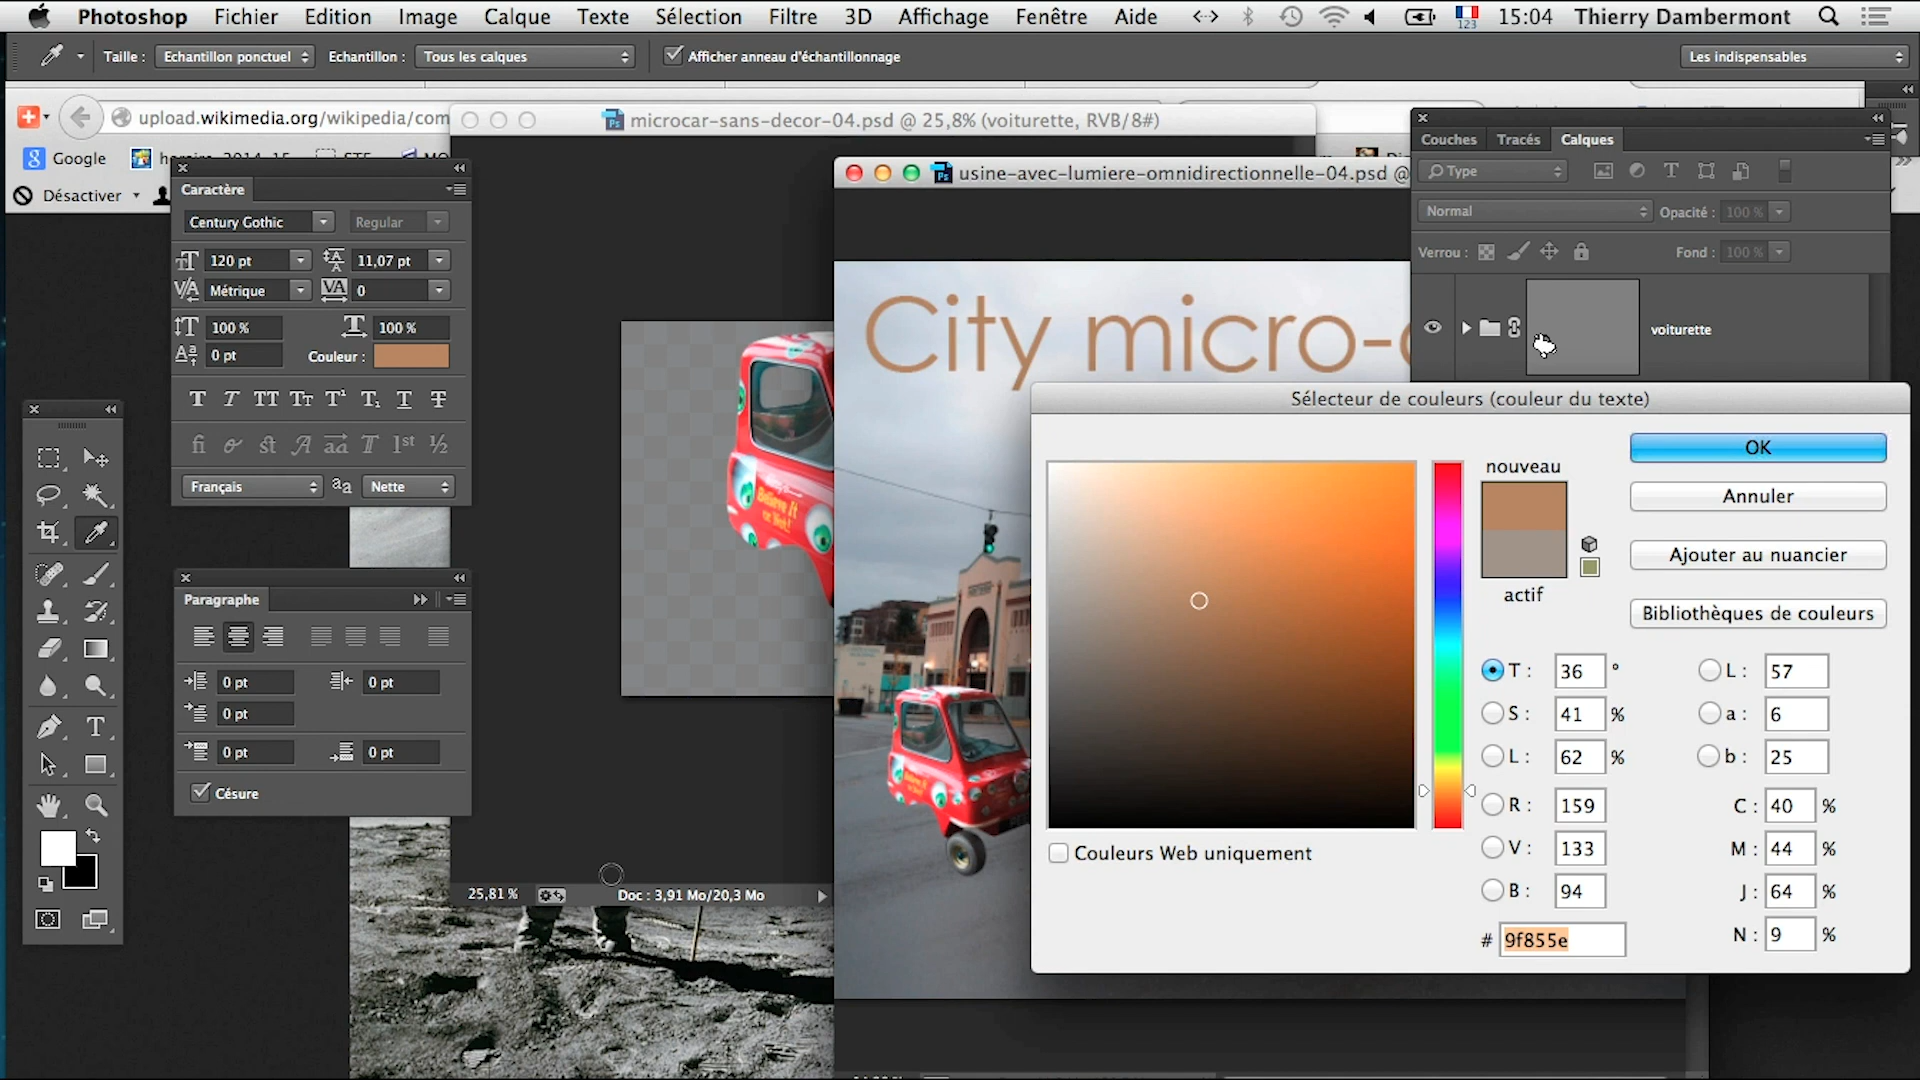 Photoshop Fichier Edition Image Calque Texte Sélection Filtre 3D Affichage Fenêtre Aide 123 15:04 Thierry Dambermont
Taille : Echantillon ponctuel Echantillon : Tous les calques Afficher anneau d'échantillonnage Les indispensables
upload.wikimedia.org/wikipedia/com
Google
Désactiver
microcar-sans-decor-04.psd @ 25,8% (voiturette, RVB/8#)
usine-avec-lumiere-omnidirectionnelle-04.psd @
Caractère
Century Gothic Regular
120 pt 11,07 pt
Métrique 0
100 % 100 %
0 pt Couleur :
Français Nette
Paragraphe
0 pt 0 pt
0 pt
0 pt 0 pt
Césure
Believe It
or Not!
25,81 % Doc : 3,91 Mo/20,3 Mo
City micro-
Couches Tracés Calques
Type
Normal Opacité : 100 %
Verrou : Fond : 100 %
voiturette
Sélecteur de couleurs (couleur du texte)
nouveau
actif
OK
Annuler
Ajouter au nuancier
Bibliothèques de couleurs
T : 36 ° L : 57
S : 41 % a : 6
L : 62 % b : 25
R : 159 C : 40 %
V : 133 M : 44 %
B : 94 J : 64 %
# 9f855e N : 9 %
Couleurs Web uniquement